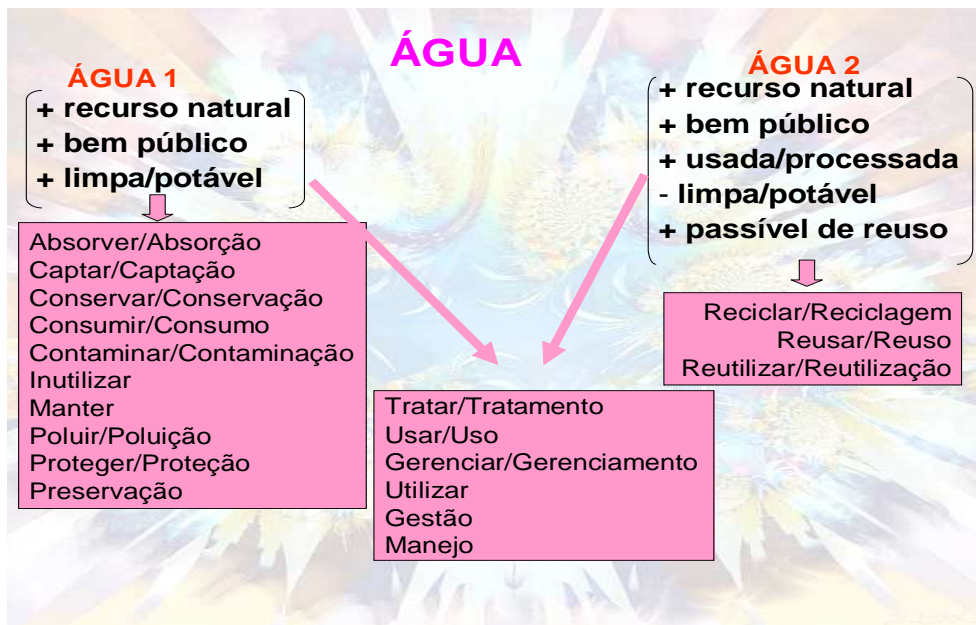 ÁGUA
ÁGUA 1
+ recurso natural
+ bem público
+ limpa/potável
Absorver/Absorção
Captar/Captação
Conservar/Conservação
Consumir/Consumo
Contaminar/Contaminação
Inutilizar
Manter
Poluir/Poluição
Proteger/Proteção
Preservação
ÁGUA 2
+ recurso natural
+ bem público
+ usada/processada
- limpa/potável
+ passível de reuso
Reciclar/Reciclagem
Reusar/Reuso
Reutilizar/Reutilização
Tratar/Tratamento
Usar/Uso
Gerenciar/Gerenciamento
Utilizar
Gestão
Manejo